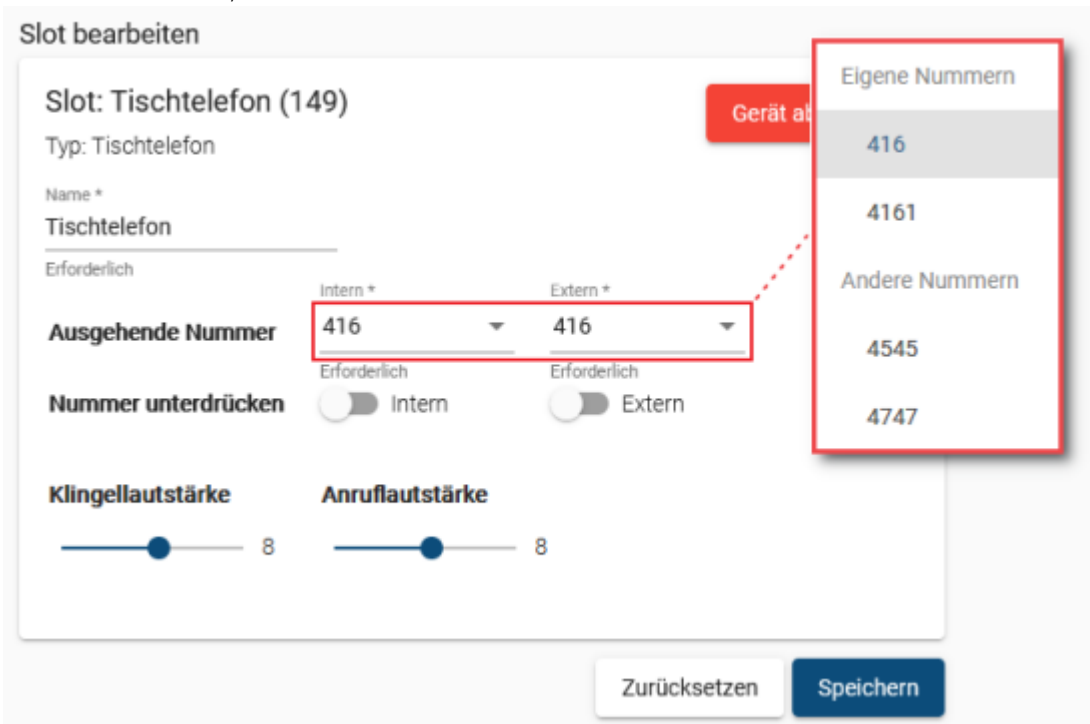 Slot bearbeiten
Slot: Tischtelefon (149)
Gerät
Typ: Tischtelefon
Name *
Tischtelefon
Erforderlich
Intern *
Extern *
Ausgehende Nummer
416
416
Erforderlich
Erforderlich
Nummer unterdrücken
Intern
Extern
Klingellautstärke
Anruflautstärke
8
8
Zurücksetzen
Speichern
Eigene Nummern
416
4161
Andere Nummern
4545
4747